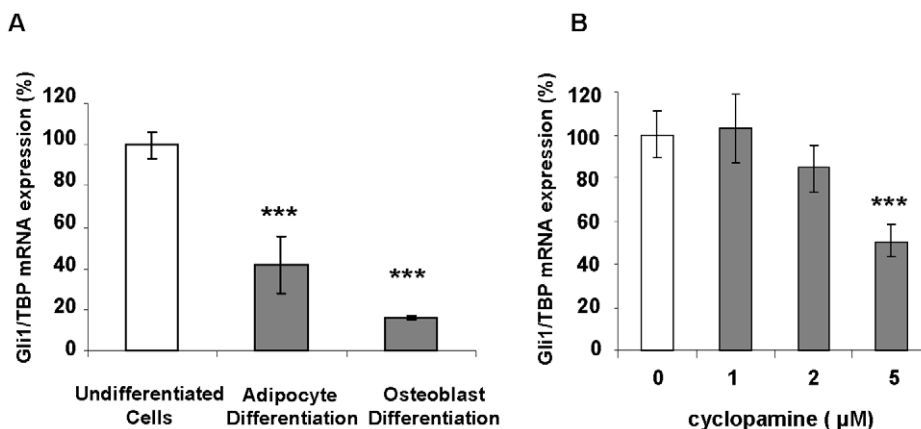 A
Gli1/TBP mRNA expression (%)
120
100
80
60
40
20
0
***
***
Undifferentiated
Cells
Adipocyte
Differentiation
Osteoblast
Differentiation
B
Gli1/TBP mRNA expression (%)
120
100
80
60
40
20
0
***
0 1 2 5
cyclopamine ( µM)